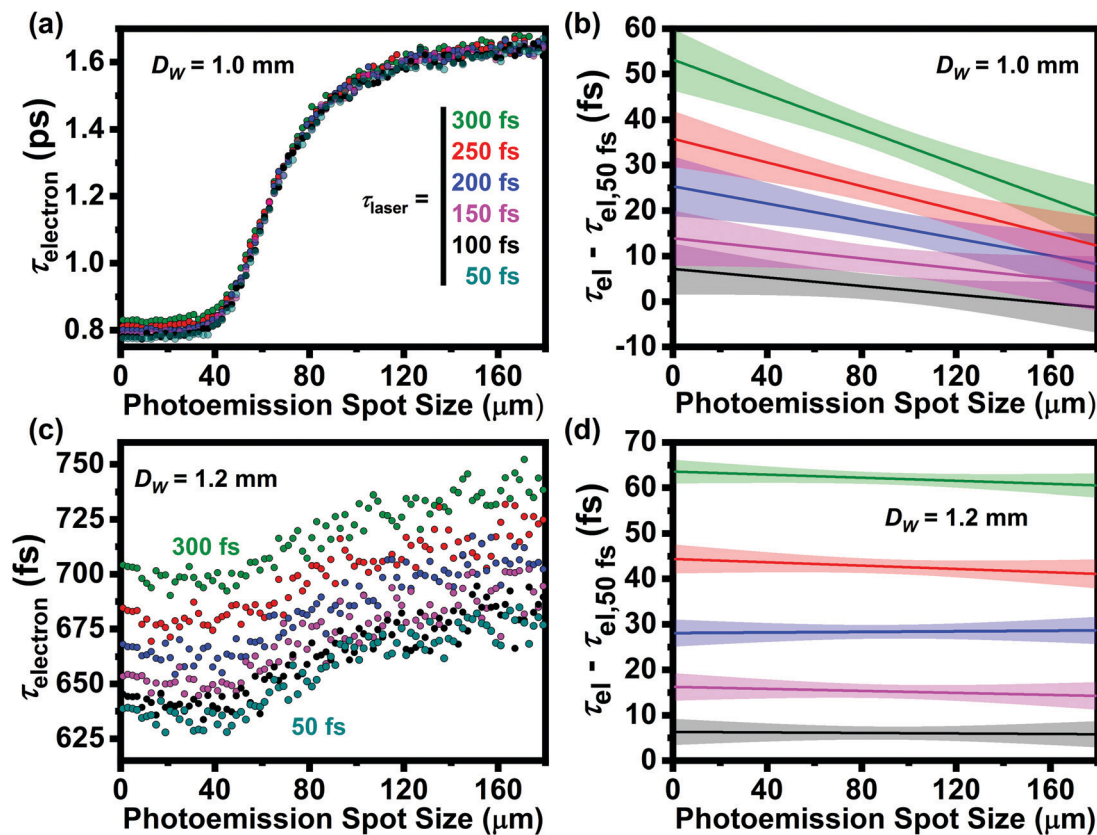 (a)
D_W = 1.0 mm
τ_electron (ps)
1.6
1.4
1.2
1.0
0.8
τ_laser =
300 fs
250 fs
200 fs
150 fs
100 fs
50 fs
0 40 80 120 160
Photoemission Spot Size (μm)
(b)
D_W = 1.0 mm
τ_el - τ_el,50 fs (fs)
60
50
40
30
20
10
0
-10
0 40 80 120 160
Photoemission Spot Size (μm)
(c)
D_W = 1.2 mm
τ_electron (fs)
750
725
700
675
650
625
300 fs
50 fs
0 40 80 120 160
Photoemission Spot Size (μm)
(d)
D_W = 1.2 mm
τ_el - τ_el,50 fs (fs)
70
60
50
40
30
20
10
0
0 40 80 120 160
Photoemission Spot Size (μm)